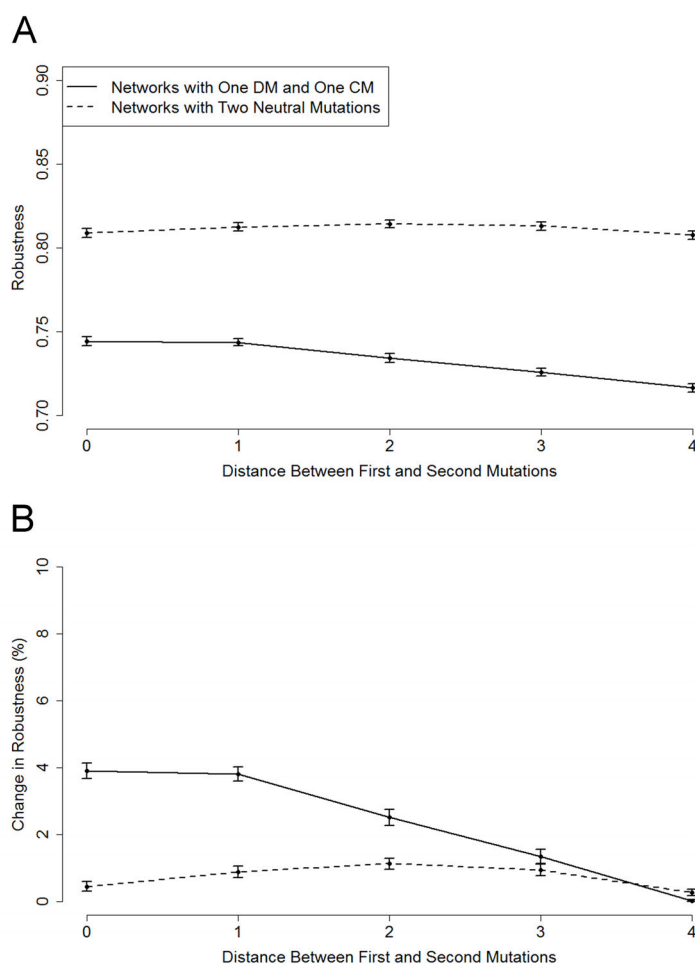 A
0.90
Networks with One DM and One CM
Networks with Two Neutral Mutations
0.85
0.80
0.75
0.70
Robustness
0 1 2 3 4
Distance Between First and Second Mutations
B
10
8
6
4
2
0
Change in Robustness (%)
0 1 2 3 4
Distance Between First and Second Mutations